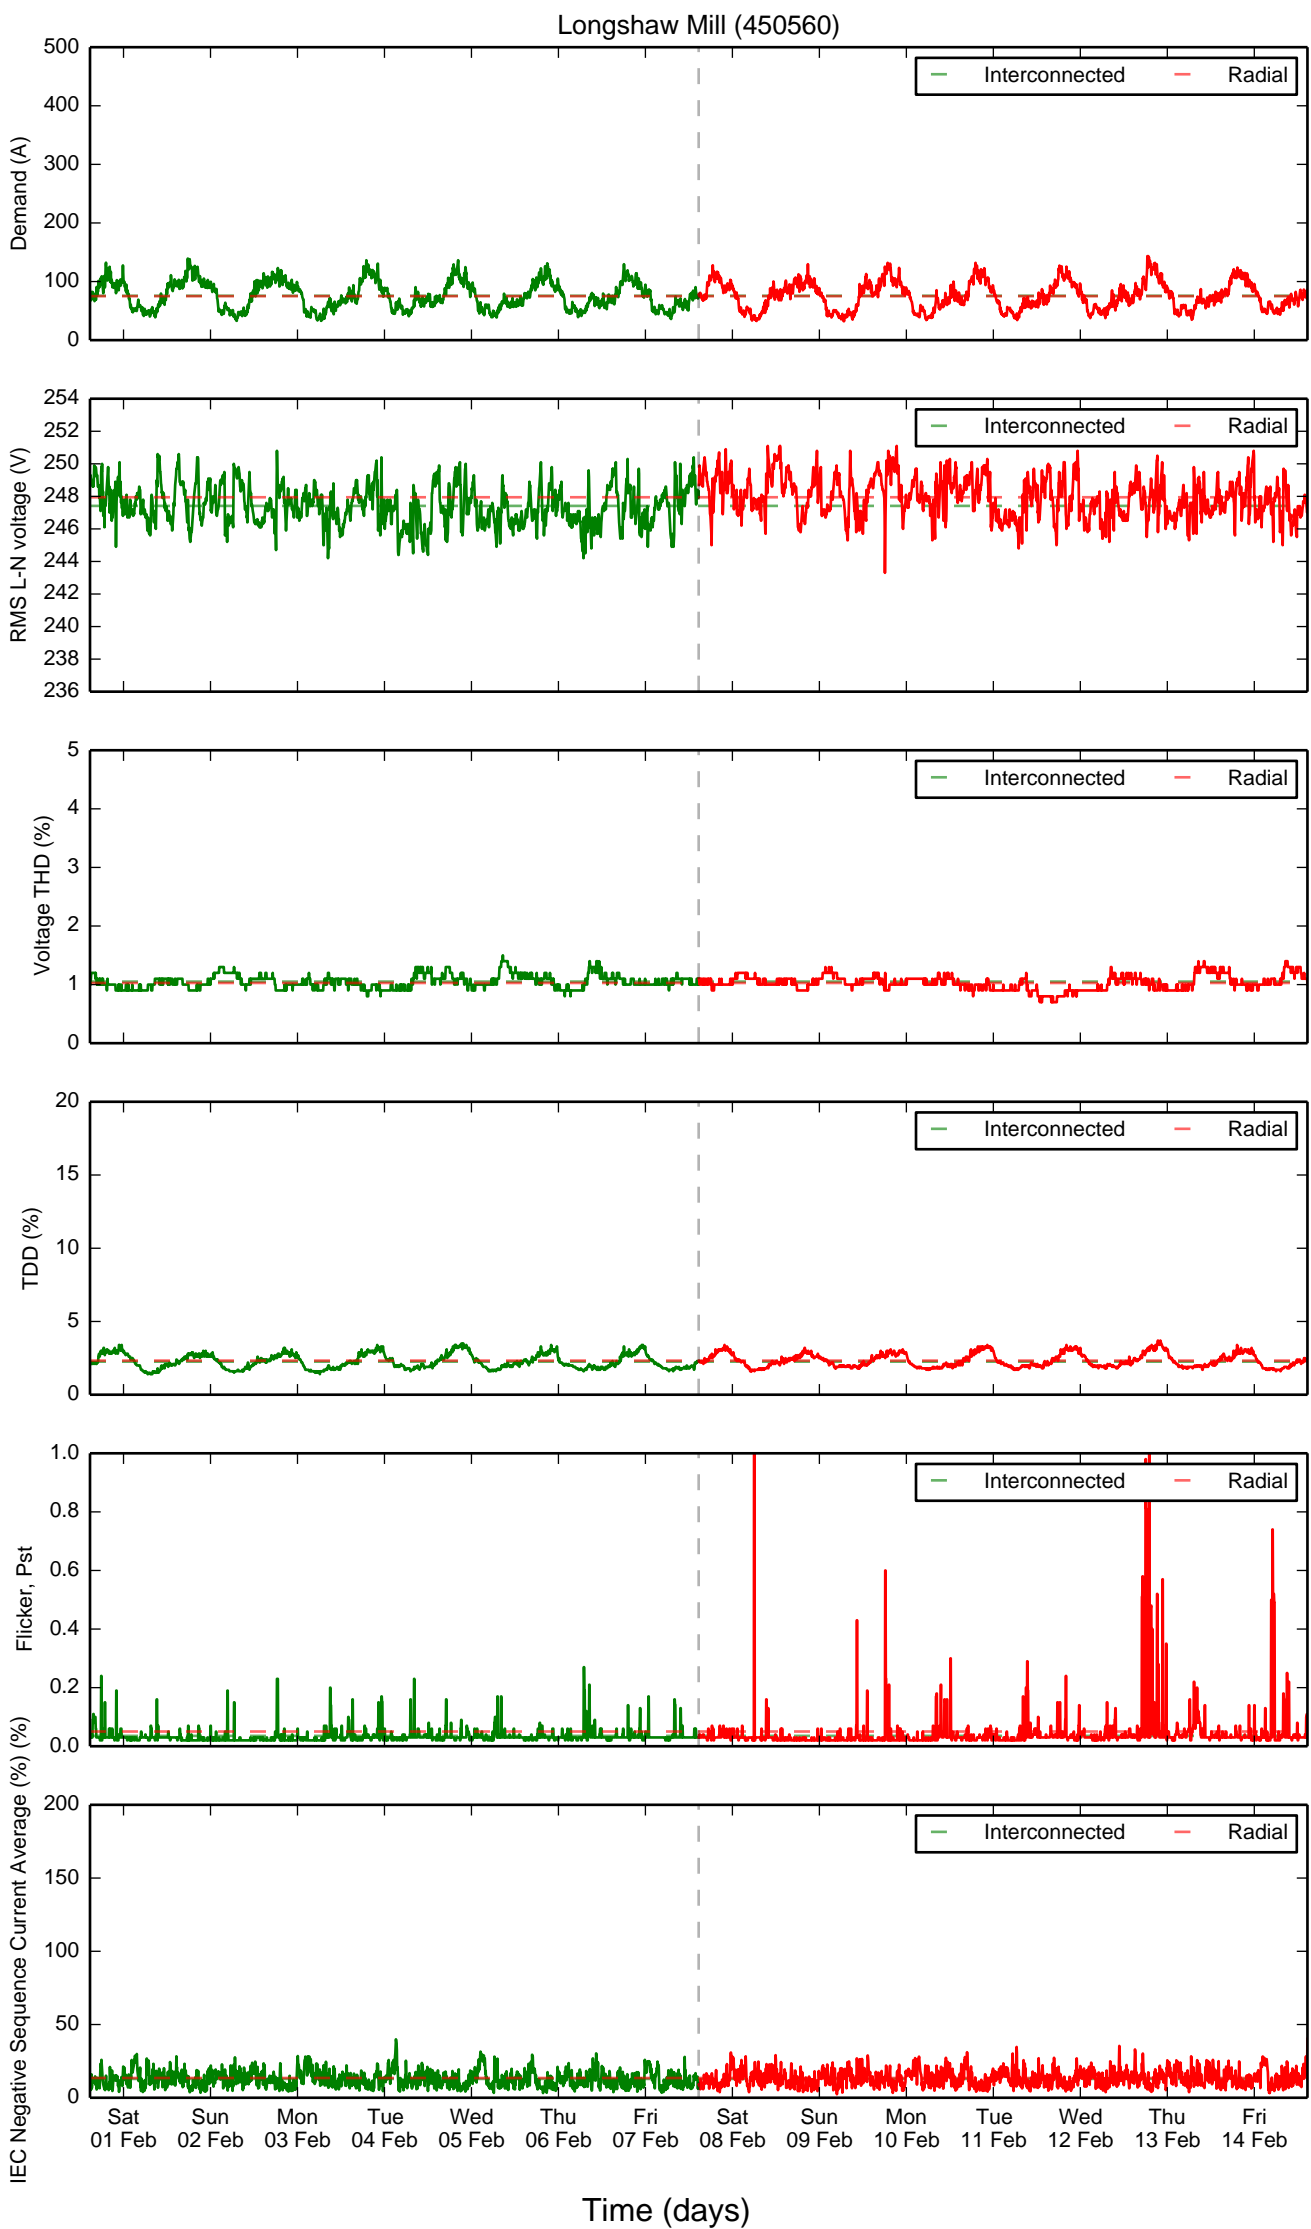 Longshaw Mill (450560)
500
400
300
200
100
0
Demand (A)
Interconnected Radial
254
252
250
248
246
244
242
240
238
236
RMS L-N voltage (V)
Interconnected Radial
5
4
3
2
1
0
Voltage THD (%)
Interconnected Radial
20
15
10
5
0
TDD (%)
Interconnected Radial
1.0
0.8
0.6
0.4
0.2
0.0
Flicker, Pst
Interconnected Radial
200
150
100
50
0
IEC Negative Sequence Current Average (%) (%)
Interconnected Radial
Sat Sun Mon Tue Wed Thu Fri Sat Sun Mon Tue Wed Thu Fri
01 Feb 02 Feb 03 Feb 04 Feb 05 Feb 06 Feb 07 Feb 08 Feb 09 Feb 10 Feb 11 Feb 12 Feb 13 Feb 14 Feb
Time (days)